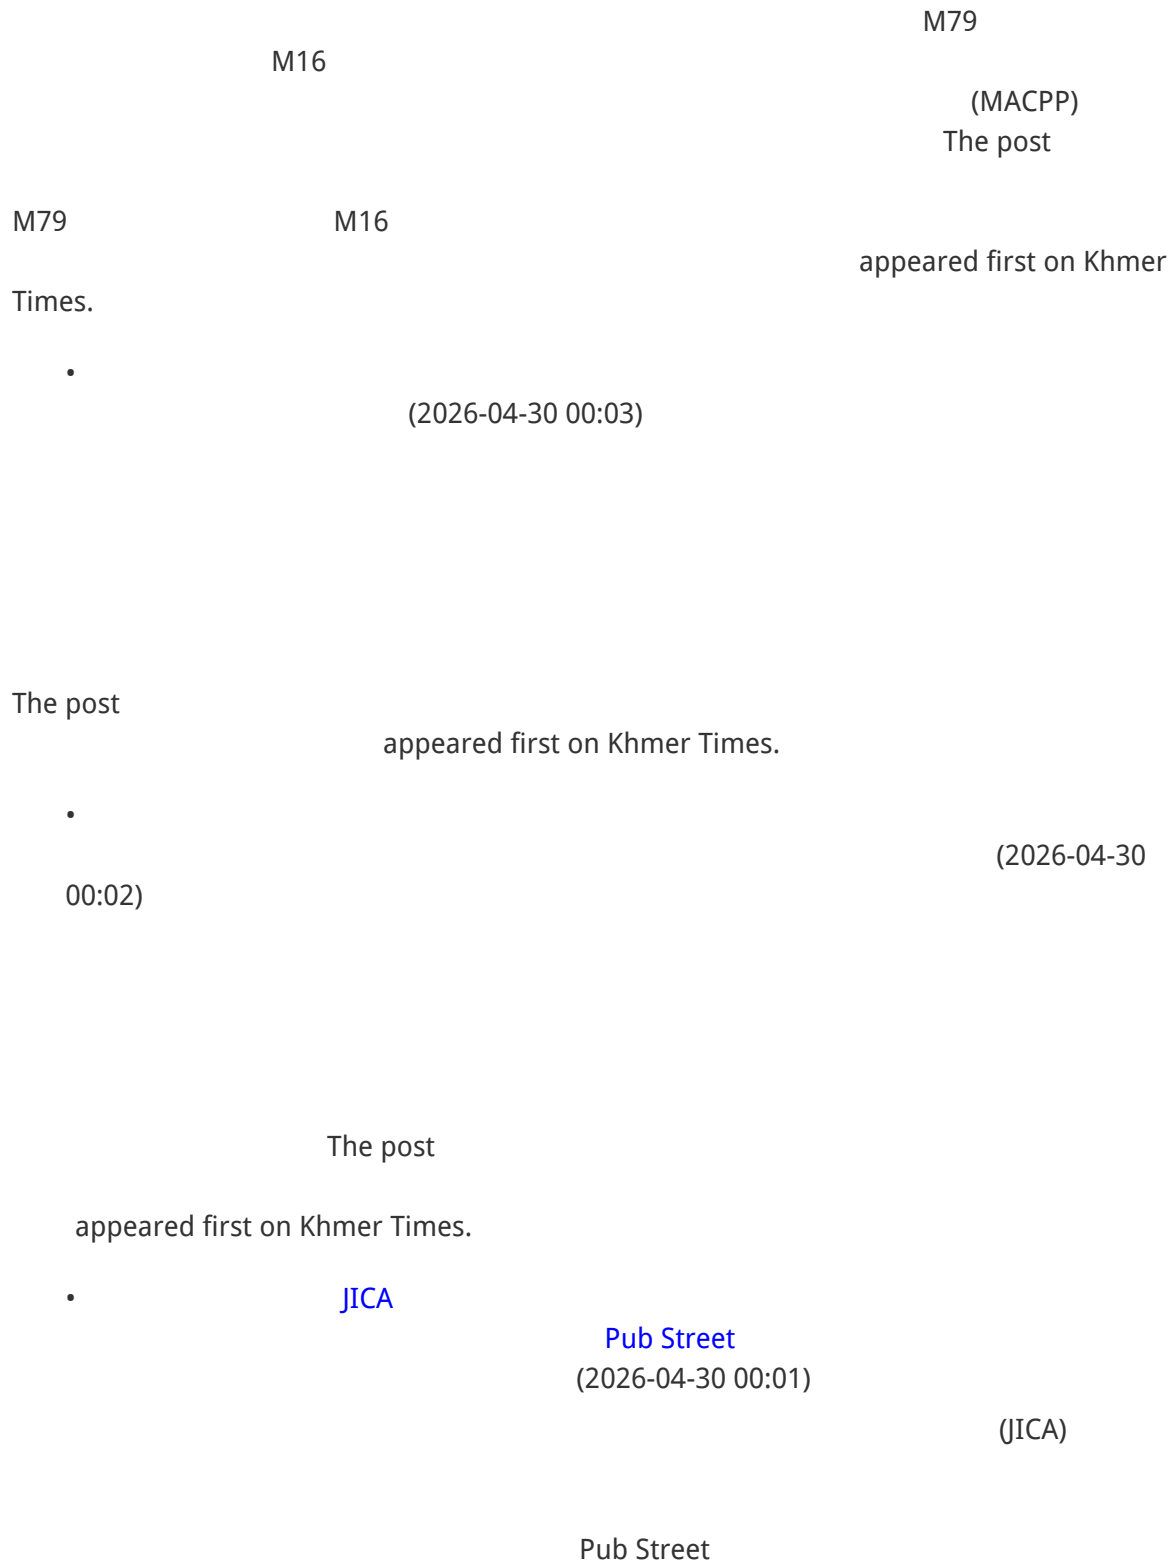 M79
M16
(MACPP)
The post
M79 M16
appeared first on Khmer
Times.
•
(2026-04-30 00:03)
The post
appeared first on Khmer Times.
•
(2026-04-30
00:02)
The post
appeared first on Khmer Times.
• JICA
Pub Street
(2026-04-30 00:01)
(JICA)
Pub Street